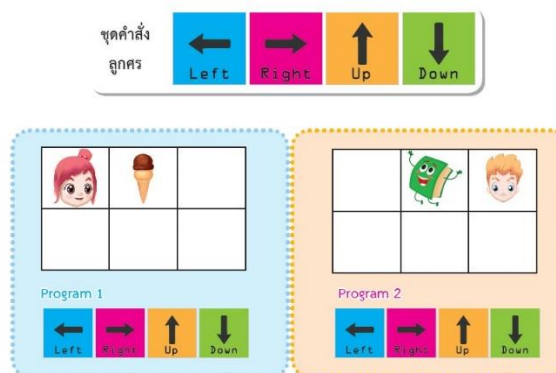 ชุดคำสั่ง
ลูกศร
Left Right Up Down
Program 1
Program 2
Left Right Up Down
Left Right Up Down